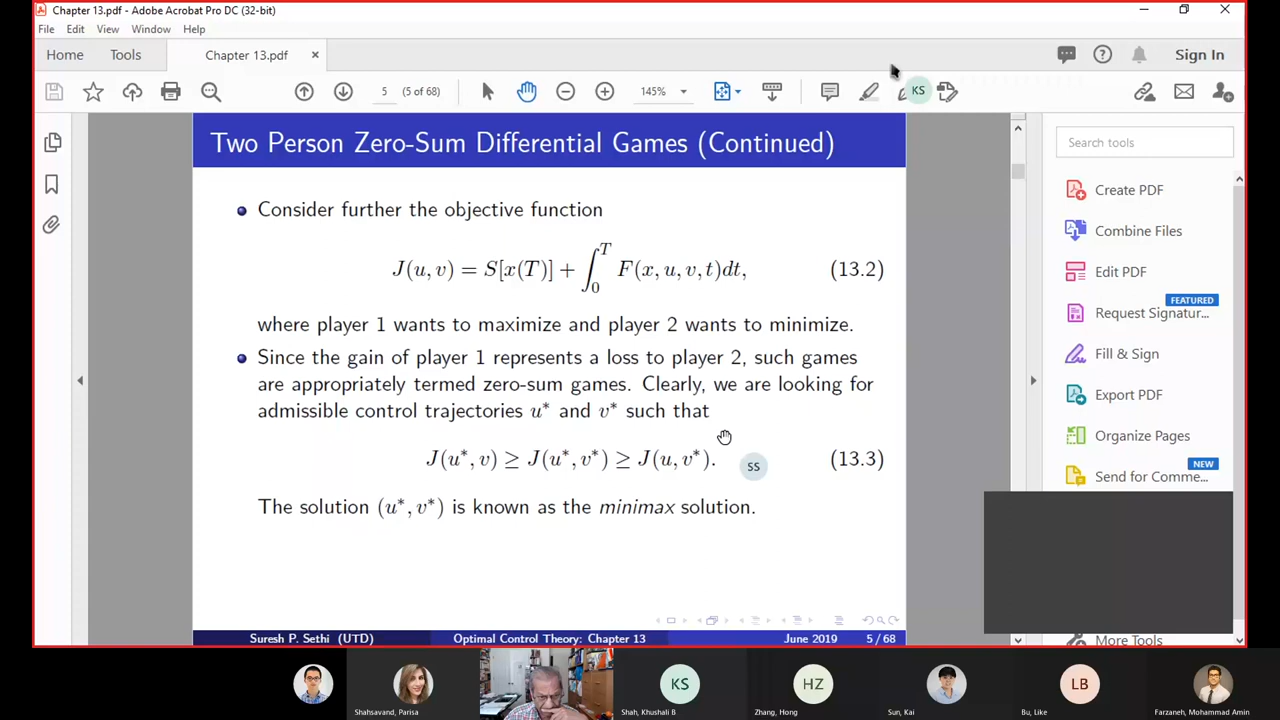 Chapter 13.pdf - Adobe Acrobat Pro DC (32-bit)
File Edit View Window Help
Home Tools Chapter 13.pdf × Sign In
5 (5 of 68) 145% KS
Two Person Zero-Sum Differential Games (Continued)
Consider further the objective function
J(u, v) = S[x(T)] + ∫₀ᵀ F(x, u, v, t)dt, (13.2)
where player 1 wants to maximize and player 2 wants to minimize.
Since the gain of player 1 represents a loss to player 2, such games
are appropriately termed zero-sum games. Clearly, we are looking for
admissible control trajectories u* and v* such that
J(u*, v) ≥ J(u*, v*) ≥ J(u, v*). (13.3)
SS
The solution (u*, v*) is known as the minimax solution.
Suresh P. Sethi (UTD) Optimal Control Theory: Chapter 13 June 2019 5 / 68
Search tools
Create PDF
Combine Files
Edit PDF
FEATURED
Request Signatur...
Fill & Sign
Export PDF
Organize Pages
NEW
Send for Comme...
More Tools
KS HZ LB
Shahsavand, Parisa Shah, Khushali B Zhang, Hong Sun, Kai Bu, Like Farzaneh, Mohammad Amin